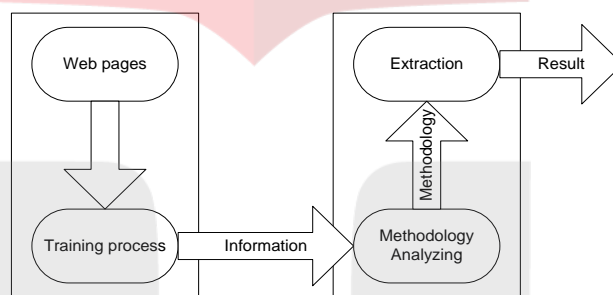 Web pages
Extraction
Result
Methodology
Training process
Information
Methodology
Analyzing